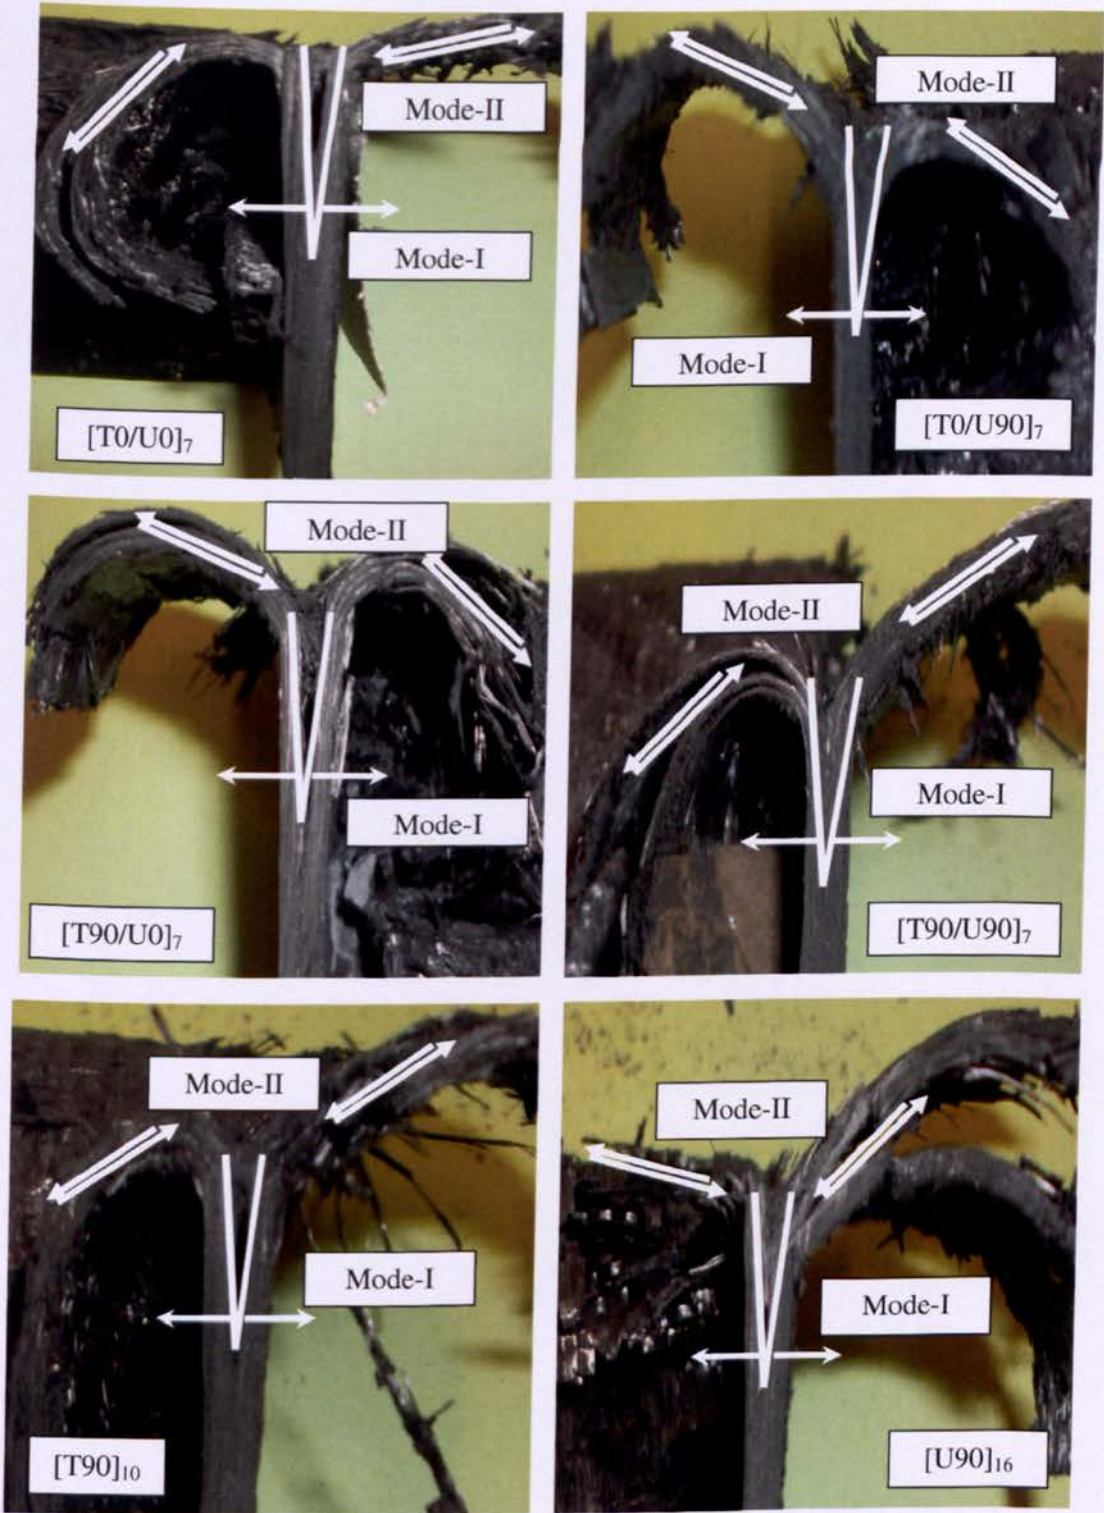 Mode-II
Mode-I
[T0/U0]₇
Mode-II
Mode-I
[T0/U90]₇
Mode-II
Mode-I
[T90/U0]₇
Mode-II
Mode-I
[T90/U90]₇
Mode-II
Mode-I
[T90]₁₀
Mode-II
Mode-I
[U90]₁₆